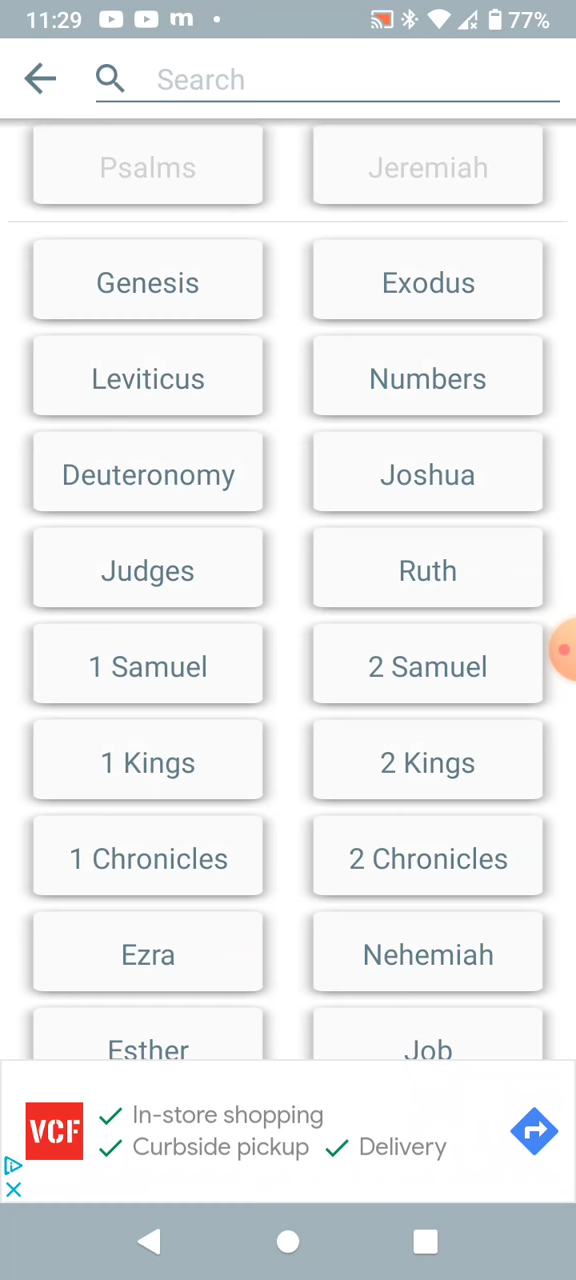 11:29 m 77%
Search
Psalms Jeremiah
Genesis Exodus
Leviticus Numbers
Deuteronomy Joshua
Judges Ruth
1 Samuel 2 Samuel
1 Kings 2 Kings
1 Chronicles 2 Chronicles
Ezra Nehemiah
Esther Job
VCF
In-store shopping
Curbside pickup Delivery